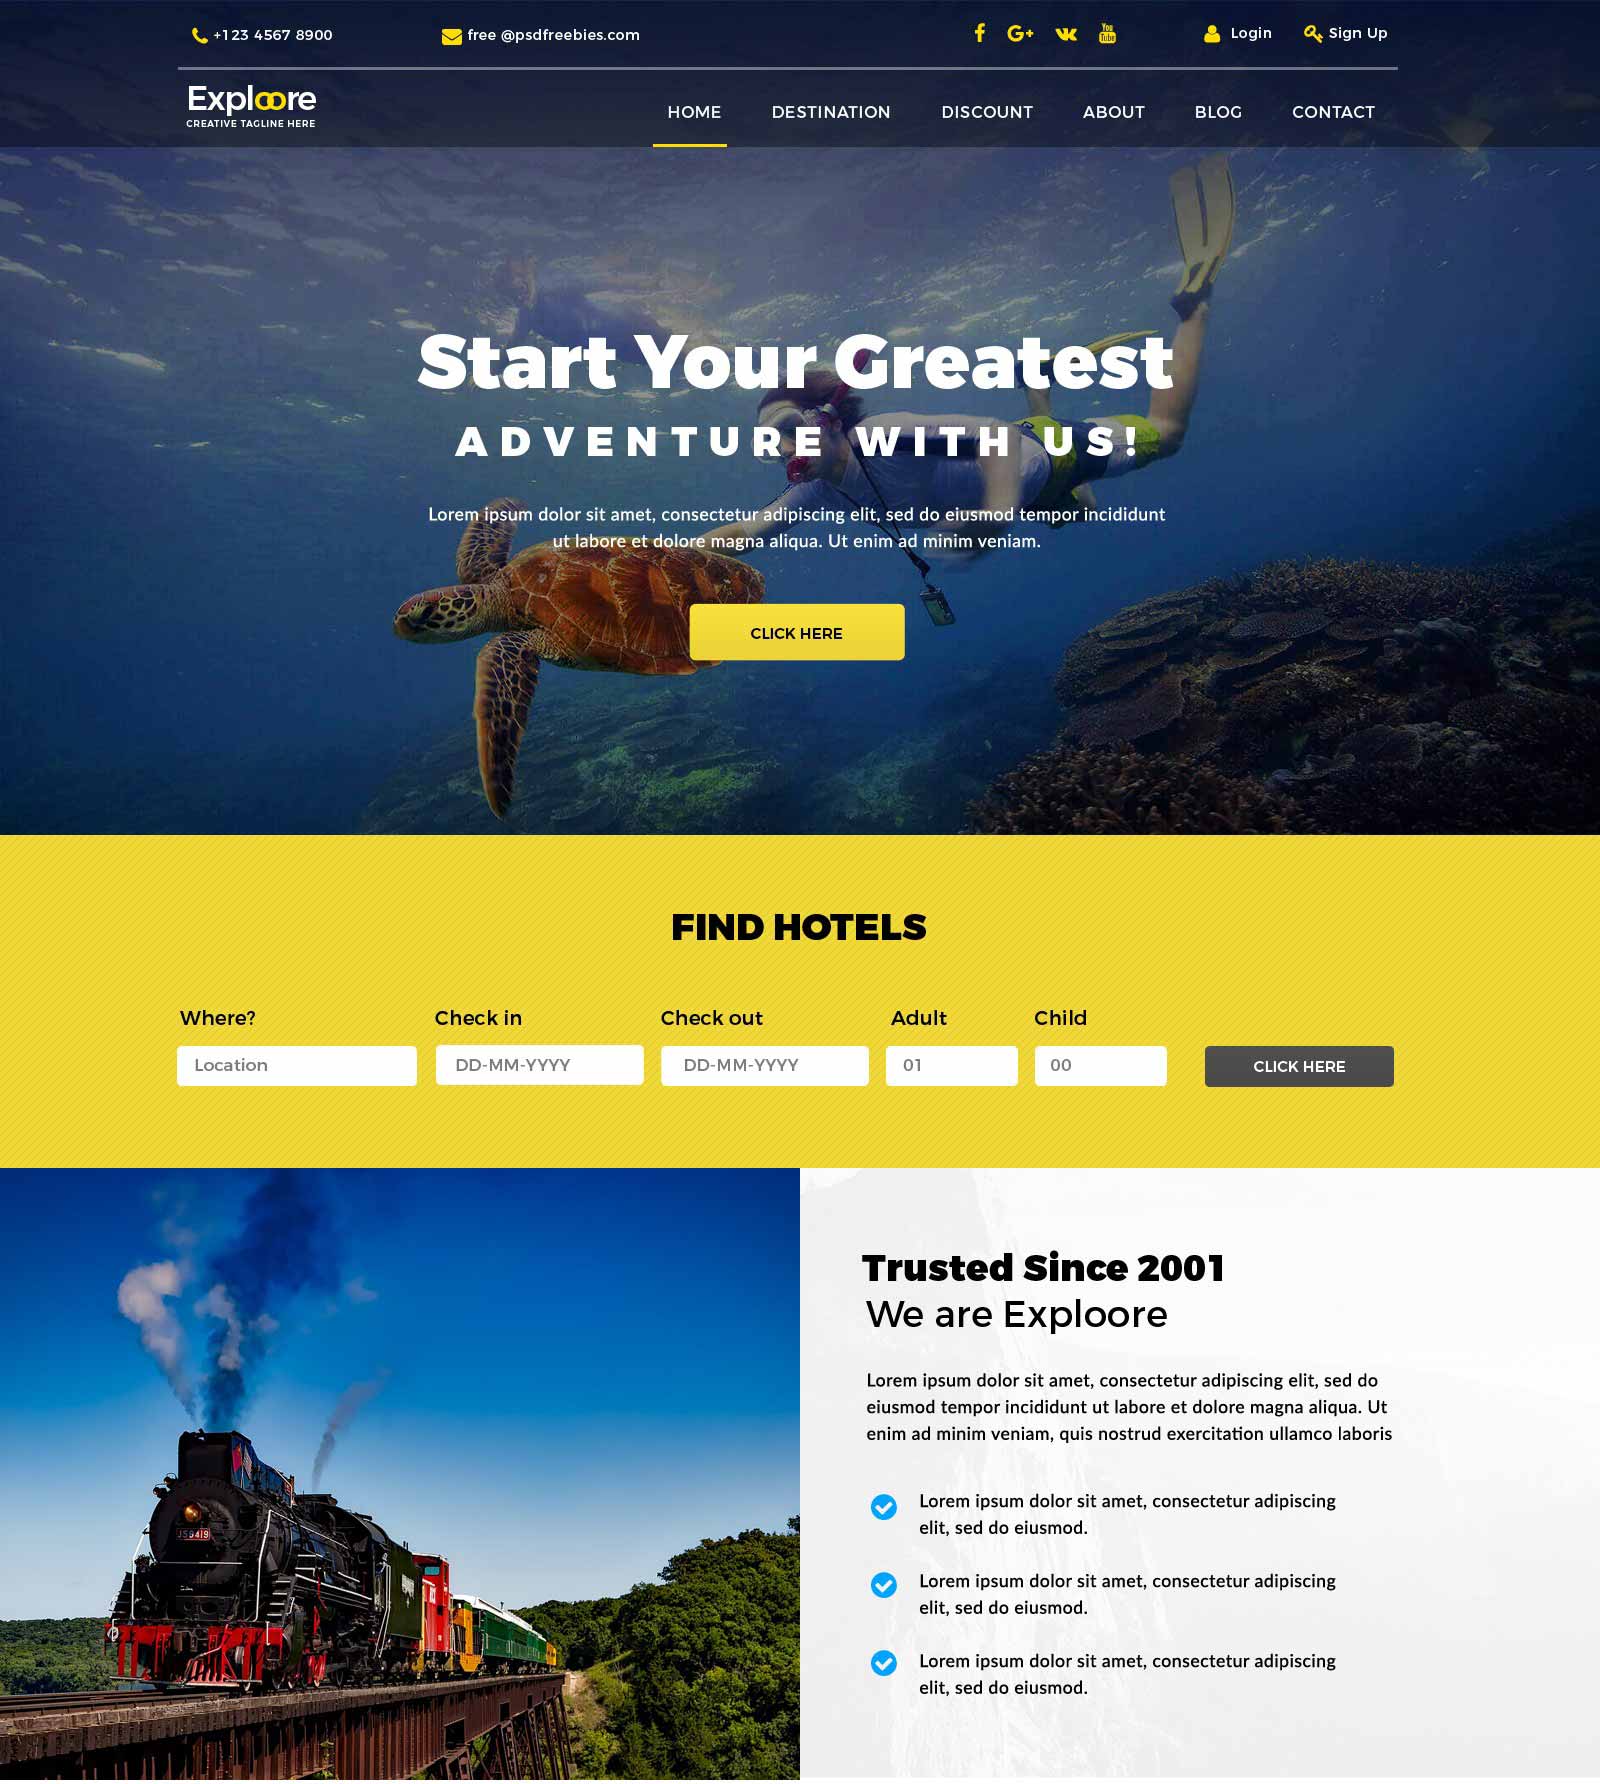 +123 4567 8900
free @psdfreebies.com
You
Tube
Login
Sign Up
Exploore
CREATIVE TAGLINE HERE
HOME
DESTINATION
DISCOUNT
ABOUT
BLOG
CONTACT
Start Your Greatest
ADVENTURE WITH US!
Lorem ipsum dolor sit amet, consectetur adipiscing elit, sed do eiusmod tempor incididunt
ut labore et dolore magna aliqua. Ut enim ad minim veniam.
CLICK HERE
FIND HOTELS
Where?
Check in
Check out
Adult
Child
Location
DD-MM-YYYY
DD-MM-YYYY
01
00
CLICK HERE
Trusted Since 2001
We are Exploore
Lorem ipsum dolor sit amet, consectetur adipiscing elit, sed do
eiusmod tempor incididunt ut labore et dolore magna aliqua. Ut
enim ad minim veniam, quis nostrud exercitation ullamco laboris
Lorem ipsum dolor sit amet, consectetur adipiscing
elit, sed do eiusmod.
Lorem ipsum dolor sit amet, consectetur adipiscing
elit, sed do eiusmod.
Lorem ipsum dolor sit amet, consectetur adipiscing
elit, sed do eiusmod.